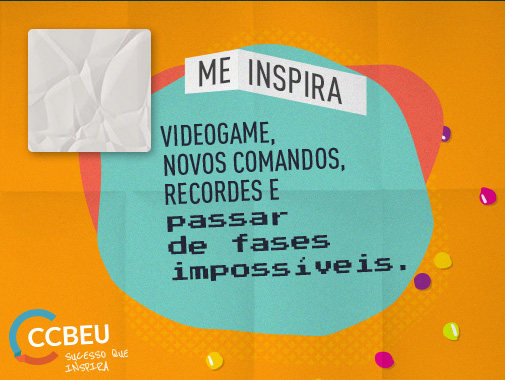 ME INSPIRA
VIDEOGAME,
NOVOS COMANDOS,
RECORDES E
passar
de fases
impossíveis.
CCBEU
SUCESSO QUE
INSPIRA